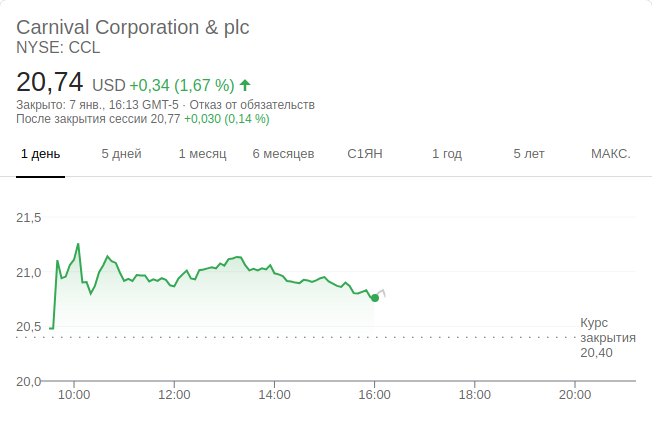 Carnival Corporation & plc
NYSE: CCL
20,74 USD +0,34 (1,67 %)
Закрыто: 7 янв., 16:13 GMT-5 · Отказ от обязательств
После закрытия сессии 20,77 +0,030 (0,14 %)
1 день 5 дней 1 месяц 6 месяцев С1ЯН 1 год 5 лет МАКС.
21,5
21,0
20,5
Курс
закрытия
20,40
20,0
10:00 12:00 14:00 16:00 18:00 20:00